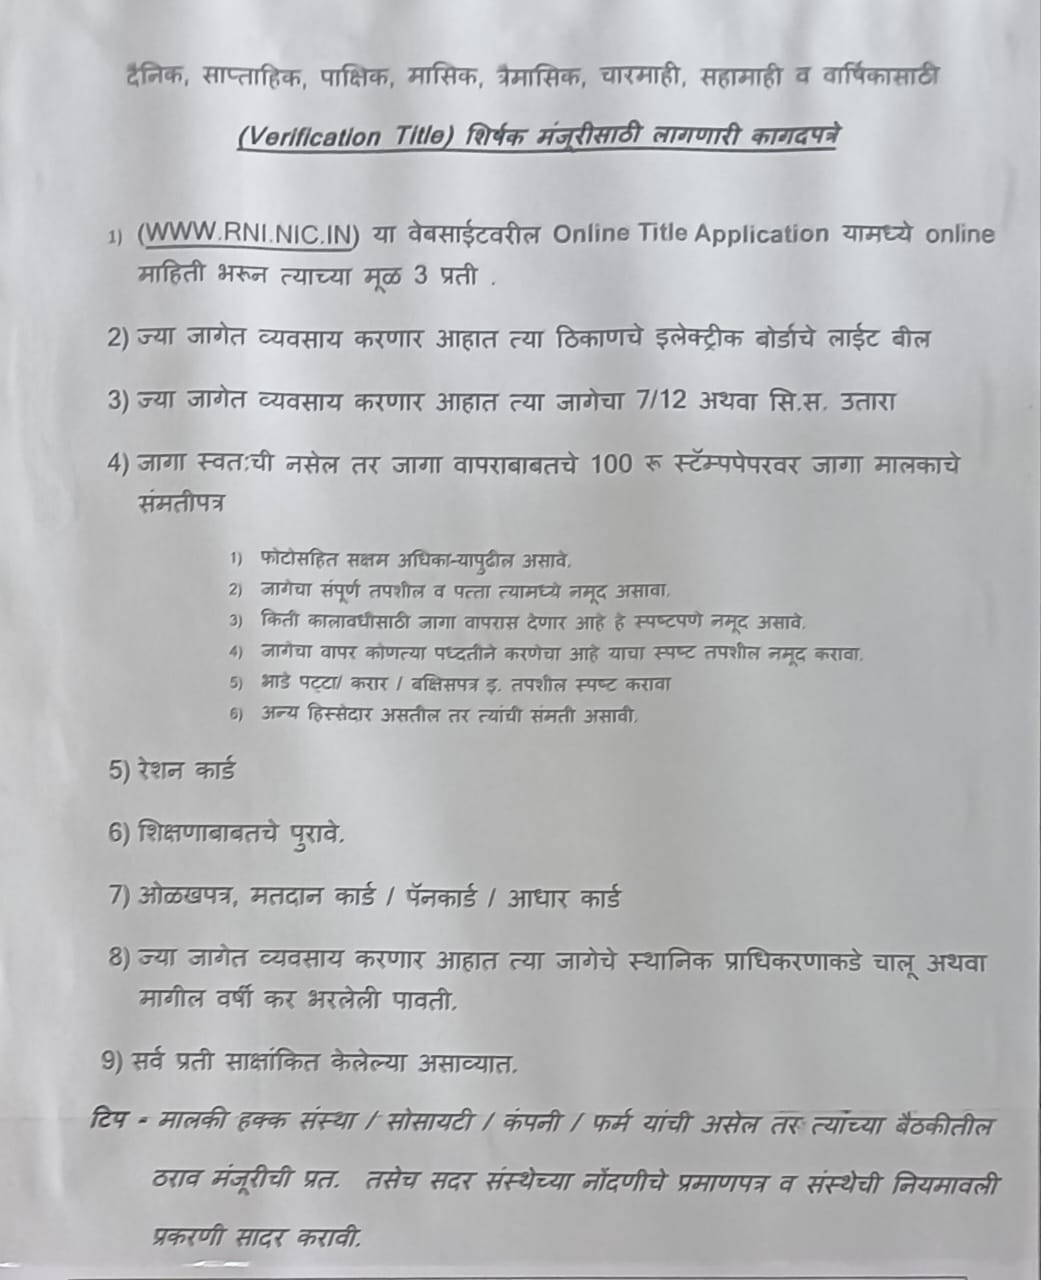 दैनिक, साप्ताहिक, पाक्षिक, मासिक, त्रैमासिक, चारमाही, सहामाही व वार्षिकासाठी
(Verification Title) शिर्षक मंजूरीसाठी लागणारी कागदपत्रे
1) (WWW.RNI.NIC.IN) या वेबसाईटवरील Online Title Application यामध्ये online
माहिती भरून त्याच्या मूळ 3 प्रती .
2) ज्या जागेत व्यवसाय करणार आहात त्या ठिकाणचे इलेक्ट्रीक बोर्डाचे लाईट बील
3) ज्या जागेत व्यवसाय करणार आहात त्या जागेचा 7/12 अथवा सि.स. उतारा
4) जागा स्वत:ची नसेल तर जागा वापराबाबतचे 100 रू स्टॅम्पपेपरवर जागा मालकाचे
संमतीपत्र
1) फोटोसहित सक्षम अधिका-यापुढील असावे.
2) जागेचा संपूर्ण तपशील व पत्ता त्यामध्ये नमूद असावा.
3) किती कालावधीसाठी जागा वापरास देणार आहे हे स्पष्टपणे नमूद असावे.
4) जागेचा वापर कोणत्या पध्दतीने करणेचा आहे याचा स्पष्ट तपशील नमूद करावा.
5) भाडे पट्टा/ करार / बक्षिसपत्र इ. तपशील स्पष्ट करावा
6) अन्य हिस्सेदार असतील तर त्यांची संमती असावी.
5) रेशन कार्ड
6) शिक्षणाबाबतचे पुरावे.
7) ओळखपत्र, मतदान कार्ड / पॅनकार्ड / आधार कार्ड
8) ज्या जागेत व्यवसाय करणार आहात त्या जागेचे स्थानिक प्राधिकरणाकडे चालू अथवा
मागील वर्षी कर भरलेली पावती.
9) सर्व प्रती साक्षांकित केलेल्या असाव्यात.
टिप - मालकी हक्क संस्था / सोसायटी / कंपनी / फर्म यांची असेल तर त्यांच्या बैठकीतील
ठराव मंजूरीची प्रत. तसेच सदर संस्थेच्या नोंदणीचे प्रमाणपत्र व संस्थेची नियमावली
प्रकरणी सादर करावी.